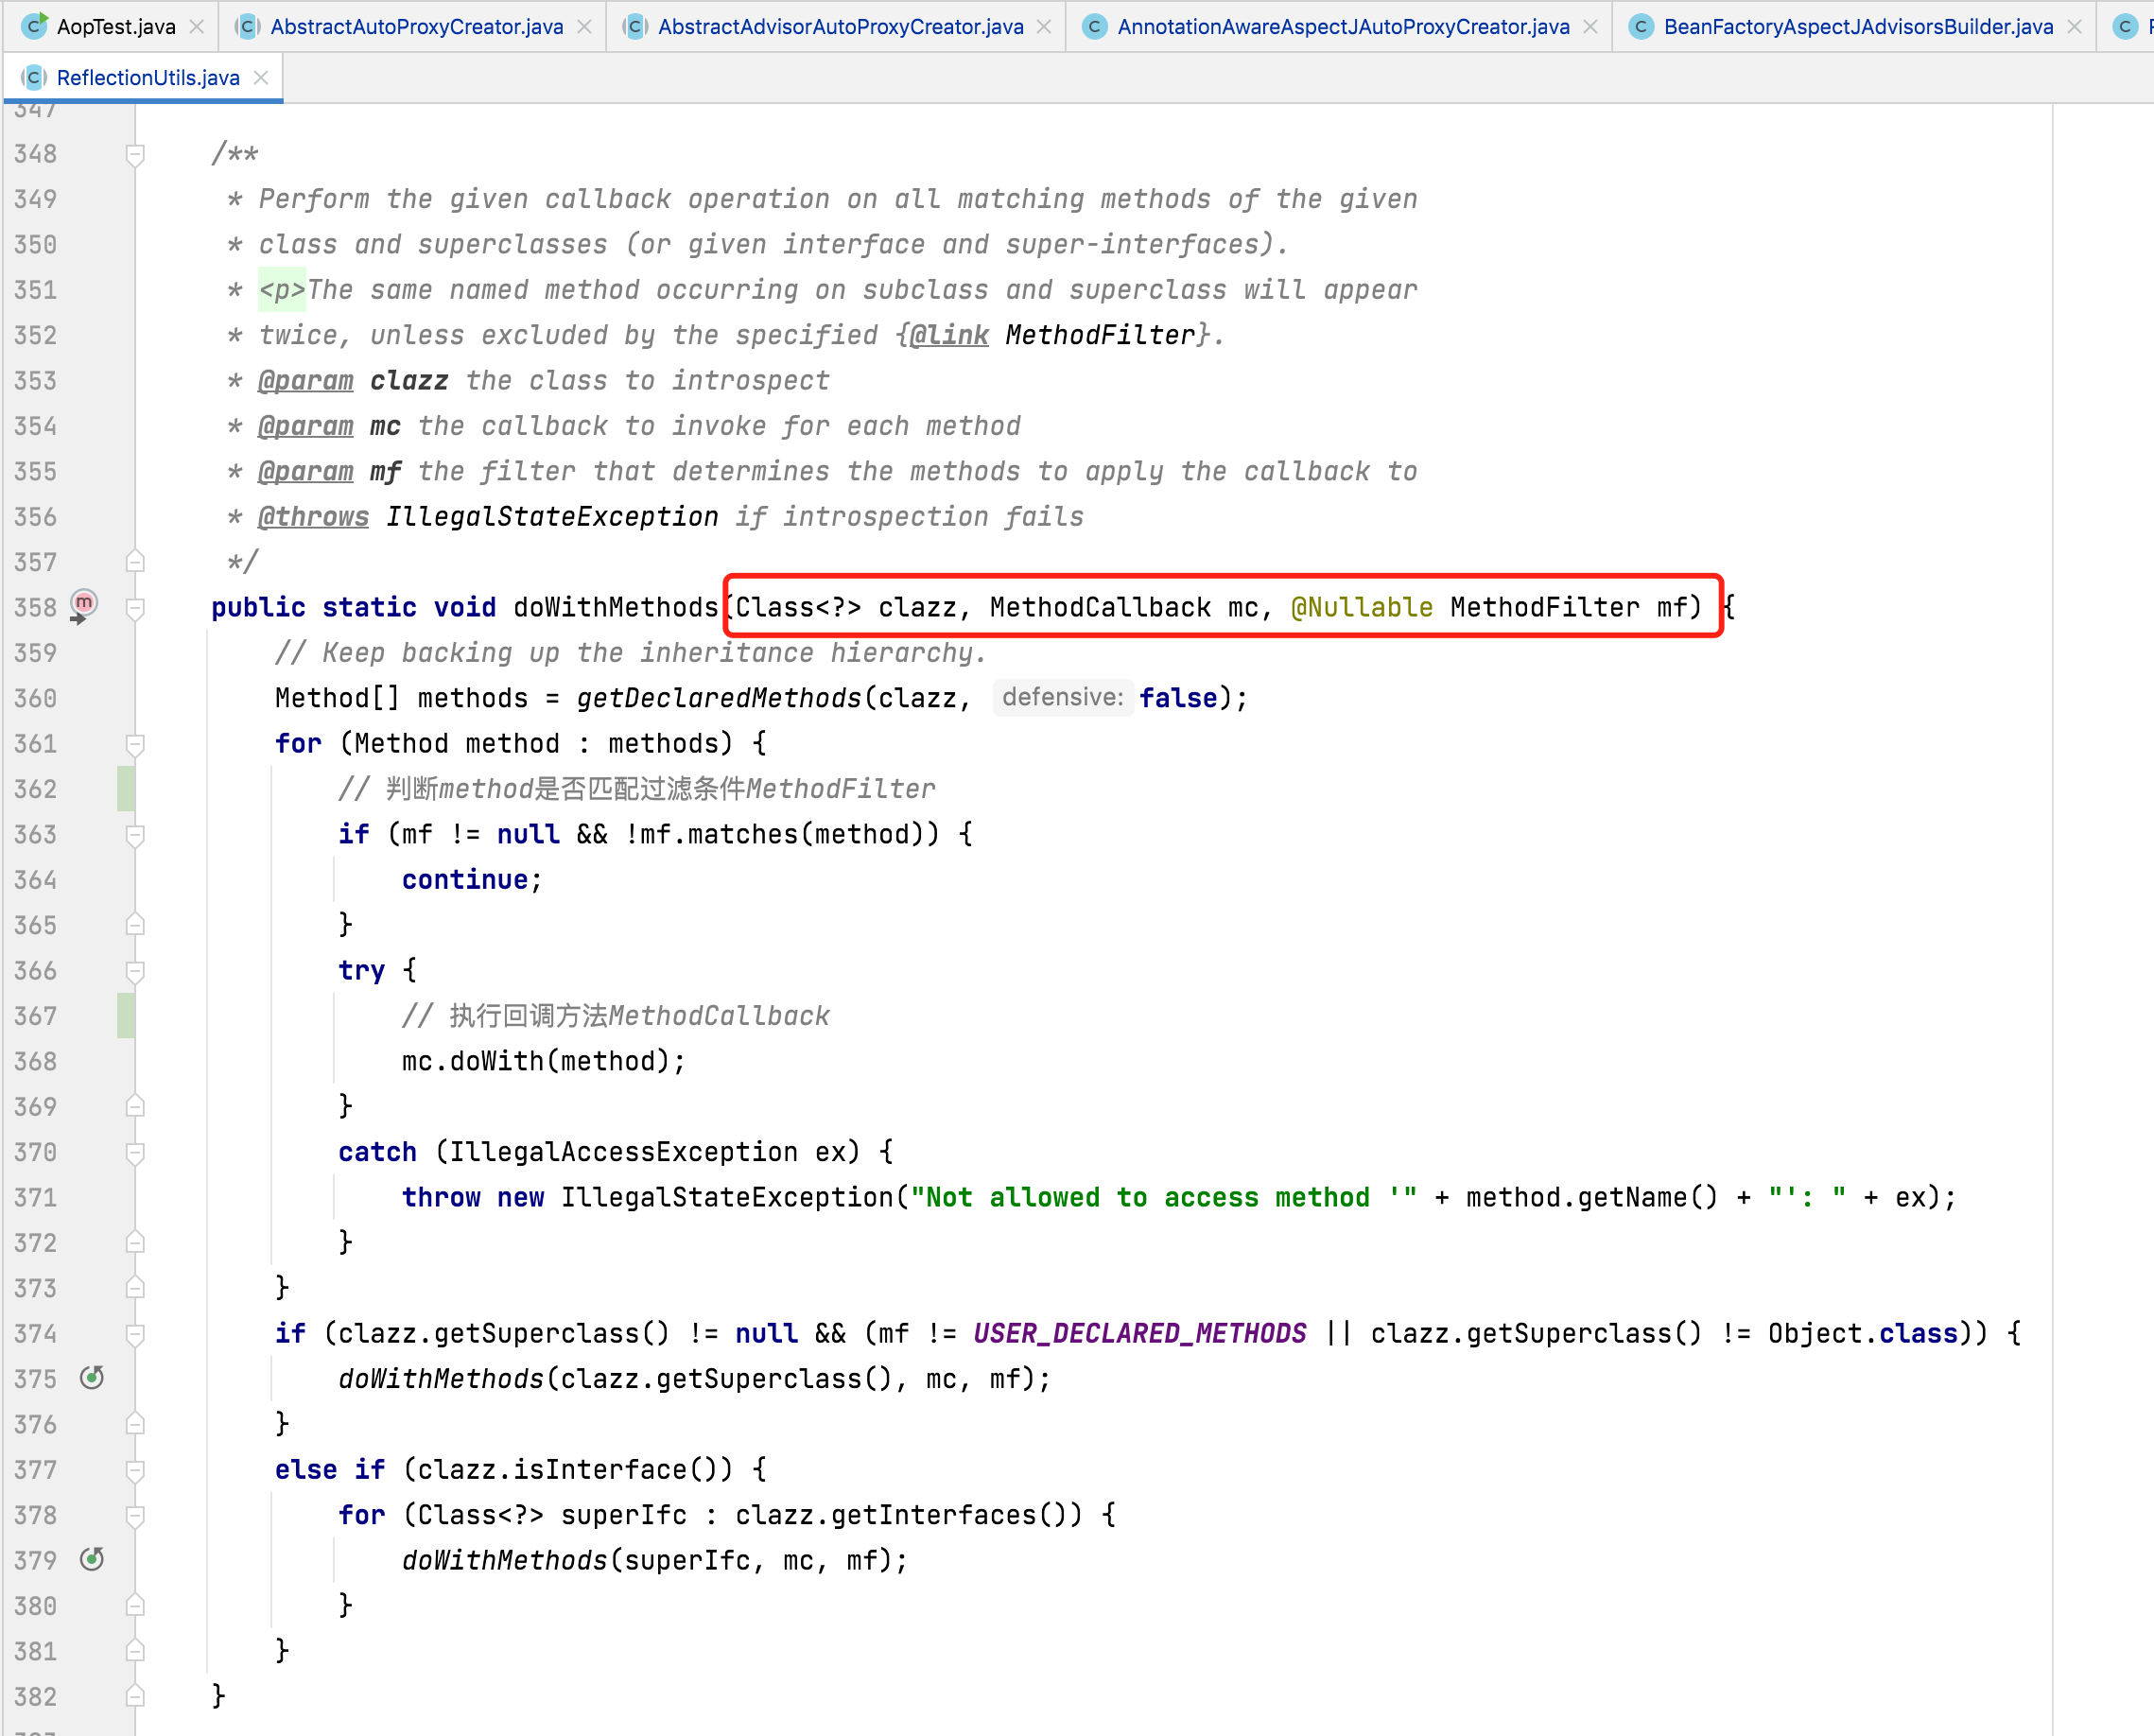 AopTest.java AbstractAutoProxyCreator.java AbstractAdvisorAutoProxyCreator.java AnnotationAwareAspectJAutoProxyCreator.java BeanFactoryAspectJAdvisorsBuilder.java
ReflectionUtils.java
347
348 /**
349 * Perform the given callback operation on all matching methods of the given
350 * class and superclasses (or given interface and super-interfaces).
351 * <p>The same named method occurring on subclass and superclass will appear
352 * twice, unless excluded by the specified {@link MethodFilter}.
353 * @param clazz the class to introspect
354 * @param mc the callback to invoke for each method
355 * @param mf the filter that determines the methods to apply the callback to
356 * @throws IllegalStateException if introspection fails
357 */
358 public static void doWithMethods(Class<?> clazz, MethodCallback mc, @Nullable MethodFilter mf) {
359 // Keep backing up the inheritance hierarchy.
360 Method[] methods = getDeclaredMethods(clazz, defensive: false);
361 for (Method method : methods) {
362 // 判断method是否匹配过滤条件MethodFilter
363 if (mf != null && !mf.matches(method)) {
364 continue;
365 }
366 try {
367 // 执行回调方法MethodCallback
368 mc.doWith(method);
369 }
370 catch (IllegalAccessException ex) {
371 throw new IllegalStateException("Not allowed to access method '" + method.getName() + "': " + ex);
372 }
373 }
374 if (clazz.getSuperclass() != null && (mf != USER_DECLARED_METHODS || clazz.getSuperclass() != Object.class)) {
375 doWithMethods(clazz.getSuperclass(), mc, mf);
376 }
377 else if (clazz.isInterface()) {
378 for (Class<?> superIfc : clazz.getInterfaces()) {
379 doWithMethods(superIfc, mc, mf);
380 }
381 }
382 }